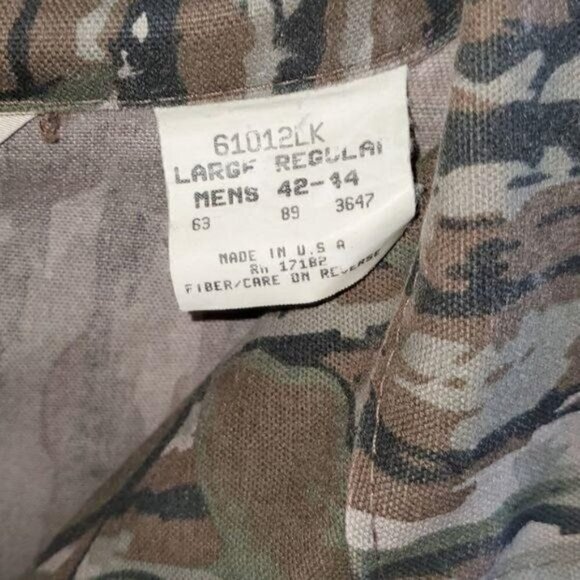 61012LK
LARGE REGULAR
MENS 42-44
63 89 3647
MADE IN U.S.A.
RN 17182
FIBER/CARE ON REVERSE